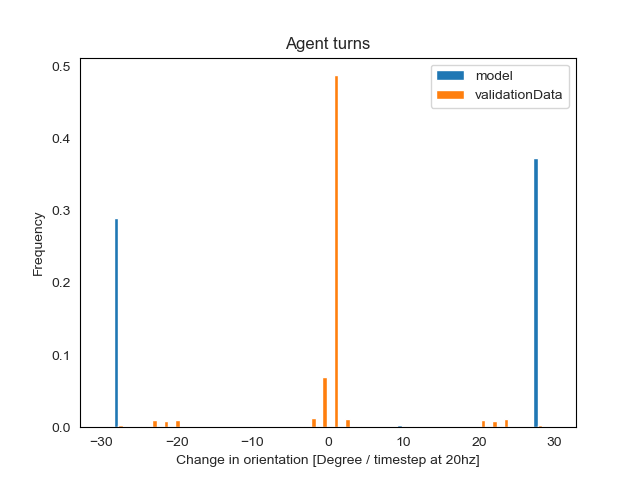 Agent turns
model
validationData
0.5
0.4
0.3
0.2
0.1
0.0
Frequency
−30 −20 −10 0 10 20 30
Change in orientation [Degree / timestep at 20hz]